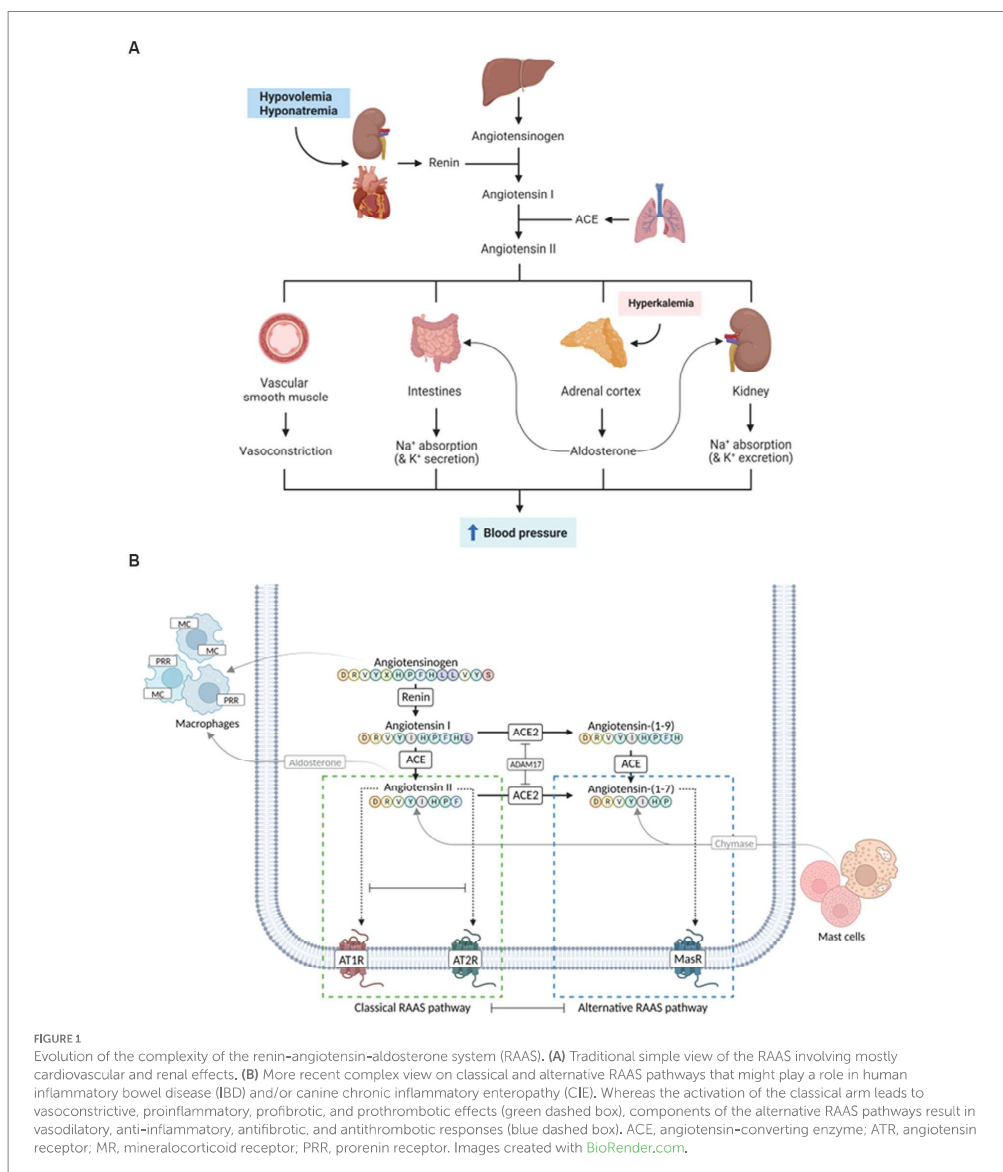 A
Hypovolemia
Hyponatremia
Angiotensinogen
Renin
Angiotensin I
ACE
Angiotensin II
Hyperkalemia
Vascular
smooth muscle
Intestines
Adrenal cortex
Kidney
Vasoconstriction
Na⁺ absorption
(& K⁺ secretion)
Aldosterone
Na⁺ absorption
(& K⁺ excretion)
↑ Blood pressure
B
MC
MC
PRR
MC
PRR
Macrophages
Angiotensinogen
D R V Y X H P F H L L V Y S
Renin
Angiotensin I
D R V Y I H P F H L
ACE2
Angiotensin-(1-9)
D R V Y I H P F H
Aldosterone
ACE
ADAM17
ACE
Angiotensin II
D R V Y I H P F
ACE2
Angiotensin-(1-7)
D R V Y I H P
Chymase
Mast cells
AT1R
AT2R
MasR
Classical RAAS pathway
Alternative RAAS pathway
FIGURE 1
Evolution of the complexity of the renin-angiotensin-aldosterone system (RAAS). (A) Traditional simple view of the RAAS involving mostly
cardiovascular and renal effects. (B) More recent complex view on classical and alternative RAAS pathways that might play a role in human
inflammatory bowel disease (IBD) and/or canine chronic inflammatory enteropathy (CIE). Whereas the activation of the classical arm leads to
vasoconstrictive, proinflammatory, profibrotic, and prothrombotic effects (green dashed box), components of the alternative RAAS pathways result in
vasodilatory, anti-inflammatory, antifibrotic, and antithrombotic responses (blue dashed box). ACE, angiotensin-converting enzyme; ATR, angiotensin
receptor; MR, mineralocorticoid receptor; PRR, prorenin receptor. Images created with BioRender.com.